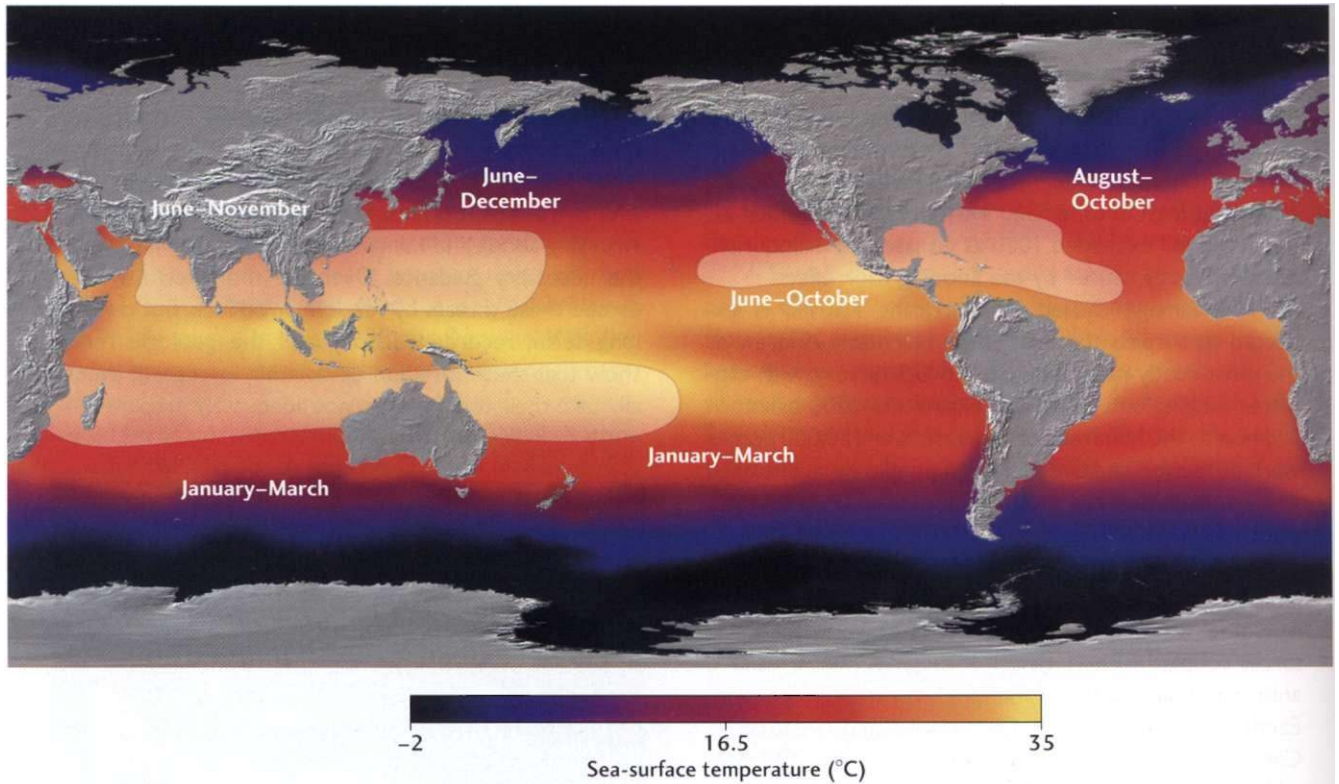 June–
December
August–
October
June–November
June–October
January–March
January–March
−2
16.5
35
Sea-surface temperature (°C)